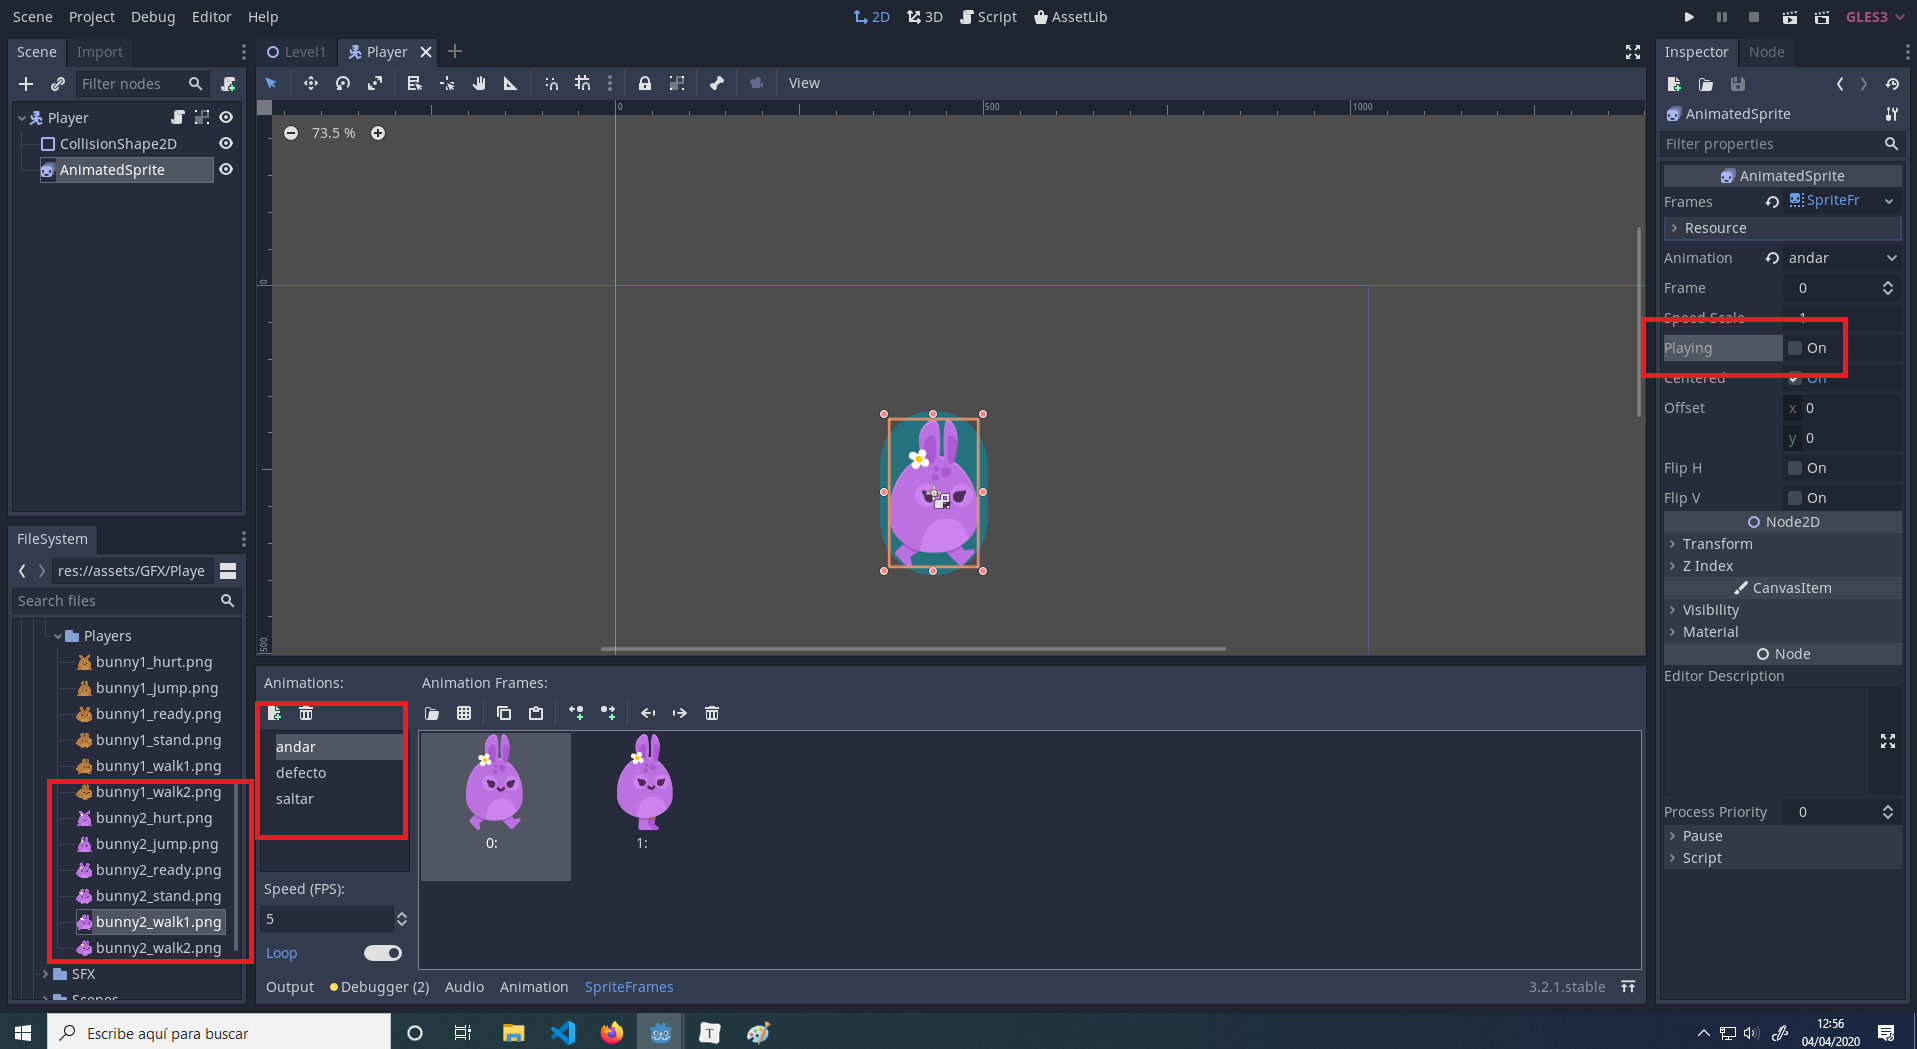 Scene Project Debug Editor Help
2D 3D Script AssetLib
GLES3
Scene Import
Level1 Player
Inspector Node
Filter nodes
View
Player
CollisionShape2D
AnimatedSprite
0 500 1000
73.5 %
0
500
AnimatedSprite
Filter properties
AnimatedSprite
Frames SpriteFr
Resource
Animation andar
Frame 0
Speed Scale 1
Playing On
Centered On
Offset x 0
y 0
Flip H On
Flip V On
Node2D
Transform
Z Index
CanvasItem
Visibility
Material
Node
Editor Description
Process Priority 0
Pause
Script
FileSystem
res://assets/GFX/Playe
Search files
Players
bunny1_hurt.png
bunny1_jump.png
bunny1_ready.png
bunny1_stand.png
bunny1_walk1.png
bunny1_walk2.png
bunny2_hurt.png
bunny2_jump.png
bunny2_ready.png
bunny2_stand.png
bunny2_walk1.png
bunny2_walk2.png
SFX
Scenes
Animations:
andar
defecto
saltar
Speed (FPS):
5
Loop
Animation Frames:
0: 1:
Output Debugger (2) Audio Animation SpriteFrames
3.2.1.stable
Escribe aquí para buscar
T
12:56
04/04/2020